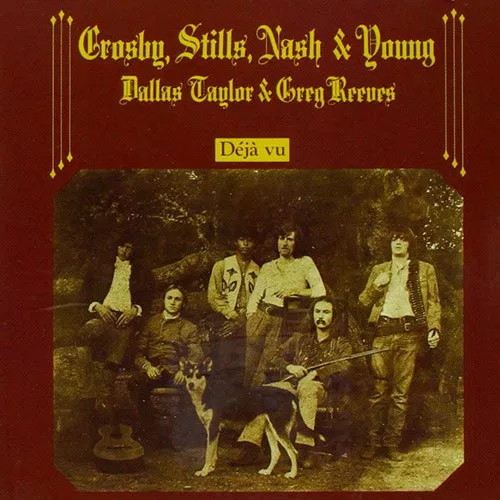 Crosby, Stills, Nash & Young
Dallas Taylor & Greg Reeves
Déjà vu